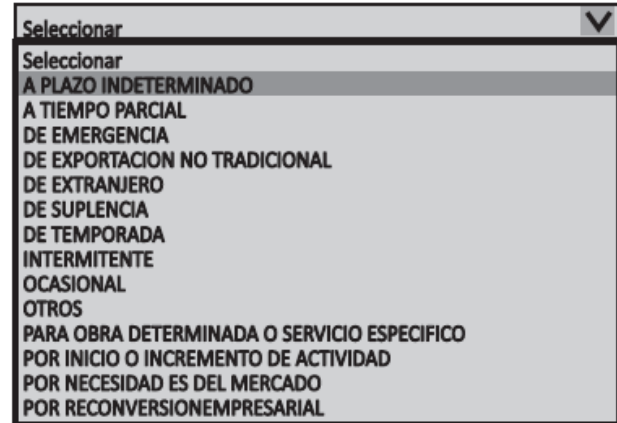 Seleccionar
Seleccionar
A PLAZO INDETERMINADO
A TIEMPO PARCIAL
DE EMERGENCIA
DE EXPORTACION NO TRADICIONAL
DE EXTRANJERO
DE SUPLENCIA
DE TEMPORADA
INTERMITENTE
OCASIONAL
OTROS
PARA OBRA DETERMINADA O SERVICIO ESPECIFICO
POR INICIO O INCREMENTO DE ACTIVIDAD
POR NECESIDAD ES DEL MERCADO
POR RECONVERSIONEMPRESARIAL